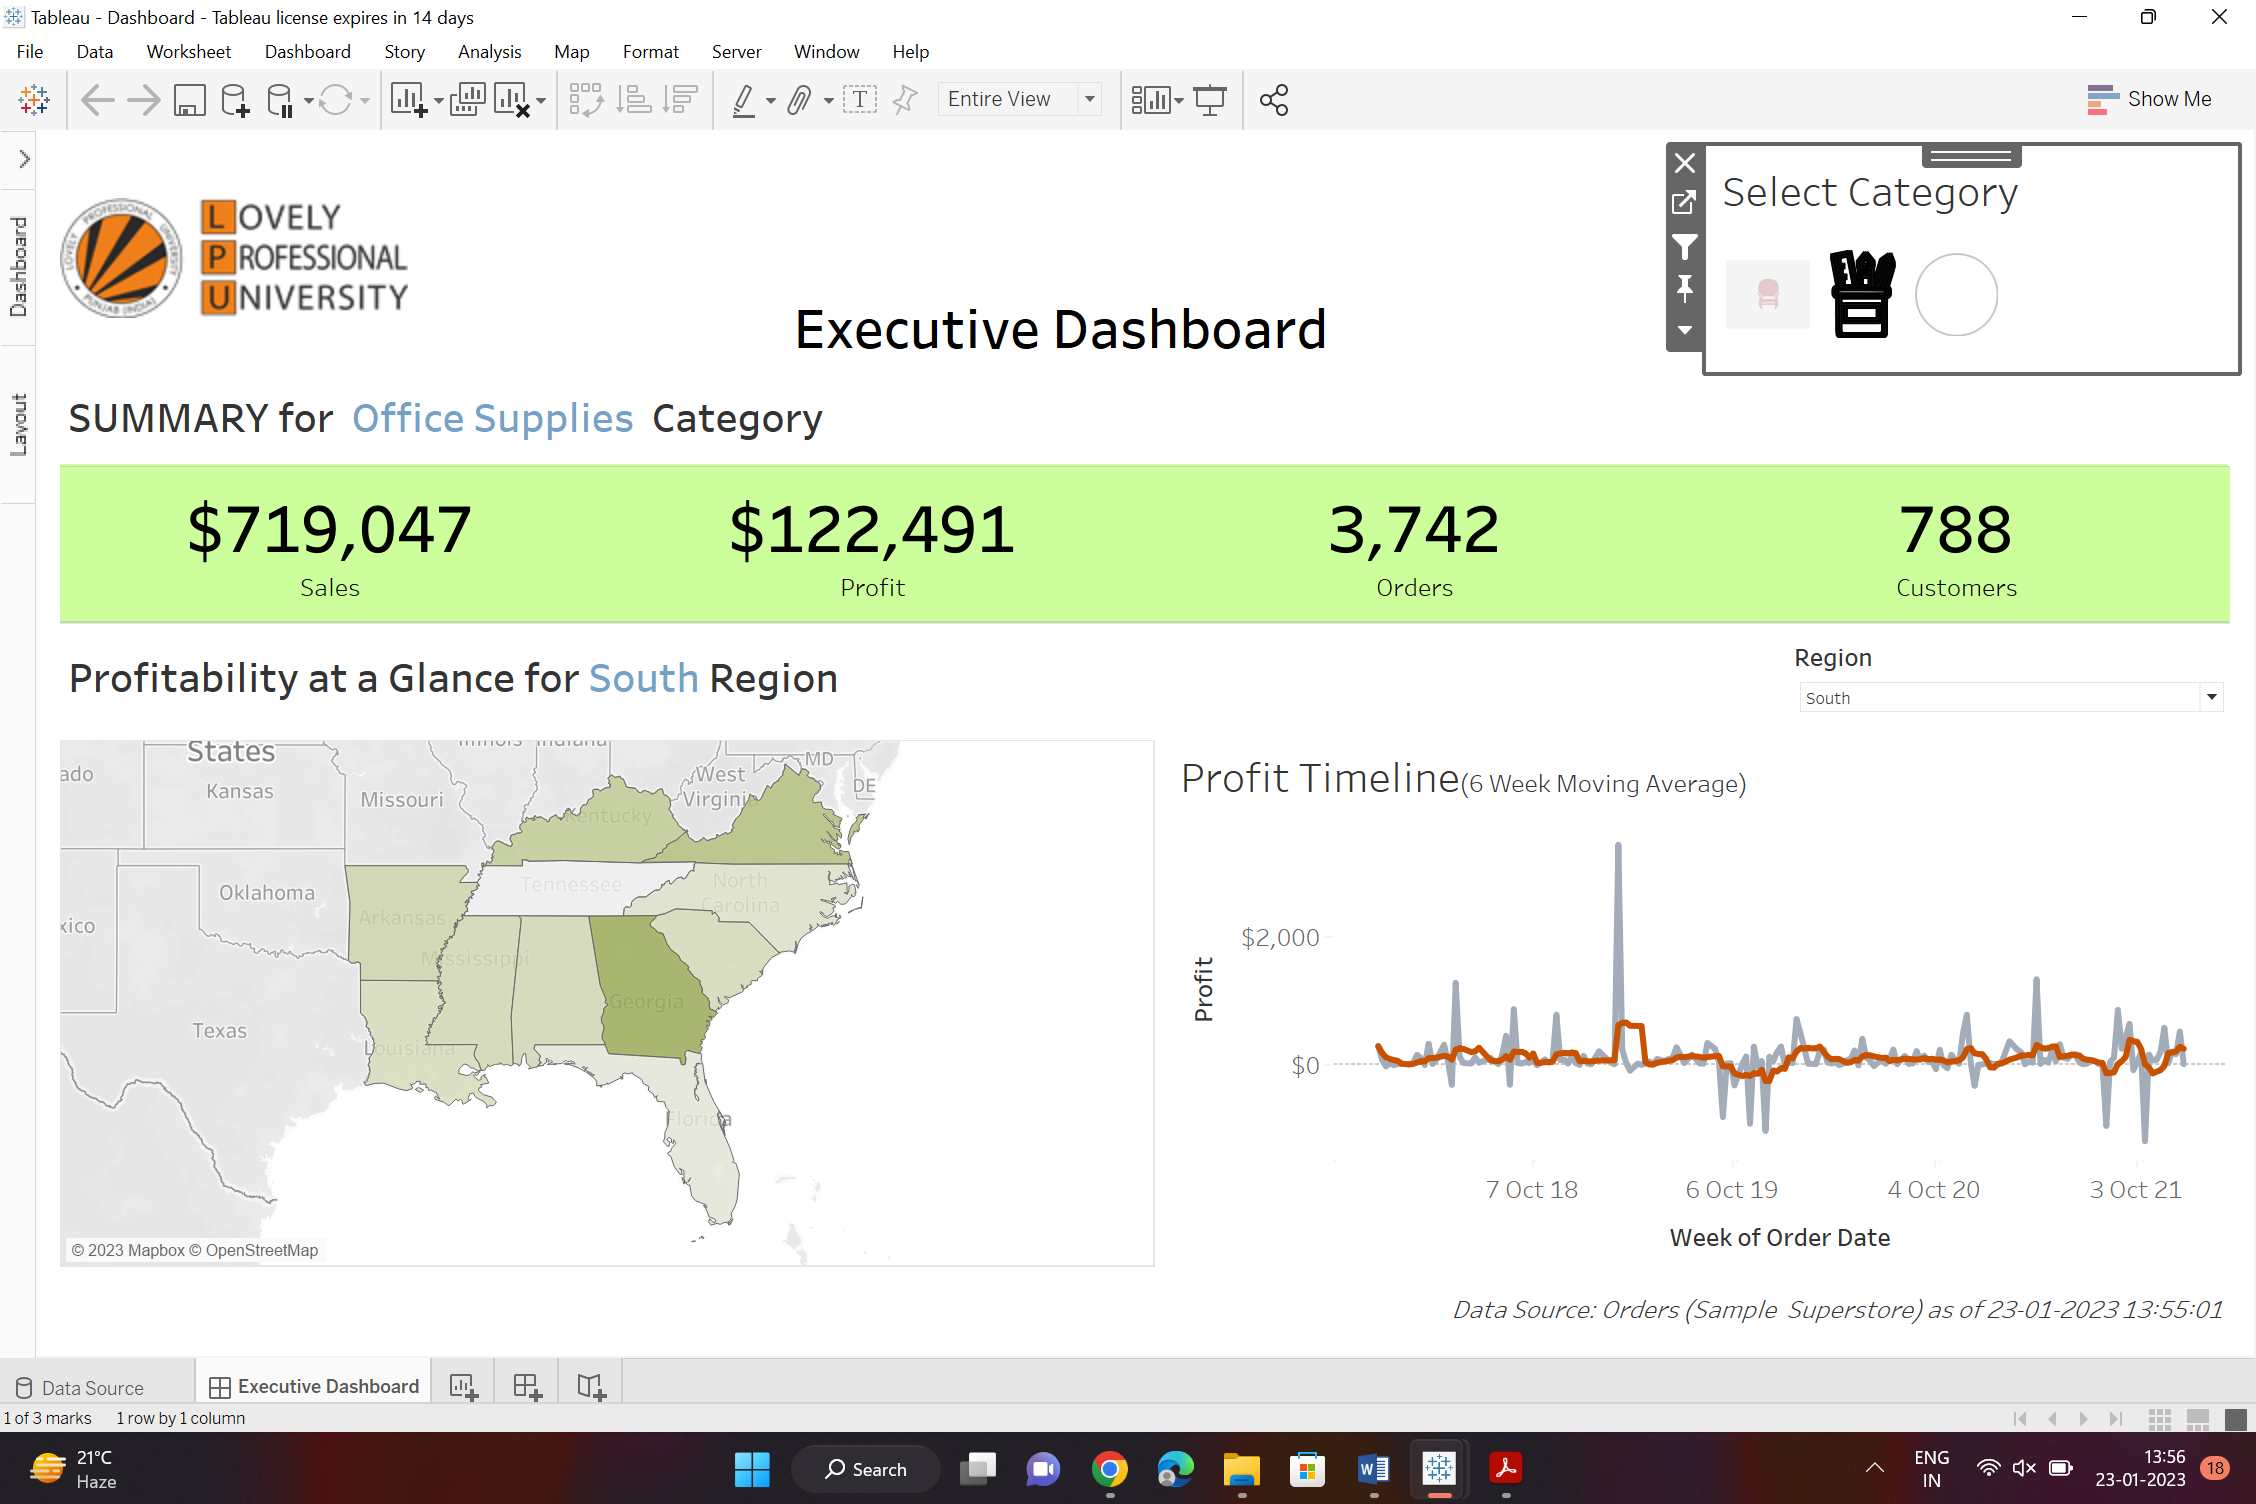 Tableau - Dashboard - Tableau license expires in 14 days
File Data Worksheet Dashboard Story Analysis Map Format Server Window Help
Entire View
Show Me
Dashboard
Layout
PROFESSIONAL UNIVERSITY
LOVELY
PUNJAB (INDIA)
LOVELY
PROFESSIONAL
UNIVERSITY
Select Category
Executive Dashboard
SUMMARY for Office Supplies Category
$719,047 $122,491 3,742 788
Sales Profit Orders Customers
Profitability at a Glance for South Region
Region
South
States
Illinois Indiana
ado
Kansas
Missouri
West
Virginia
MD
DE
Kentucky
Oklahoma
Tennessee
North
Carolina
Arkansas
xico
Mississippi
Georgia
Texas
Louisiana
Florida
© 2023 Mapbox © OpenStreetMap
Profit Timeline(6 Week Moving Average)
Profit
$2,000
$0
7 Oct 18 6 Oct 19 4 Oct 20 3 Oct 21
Week of Order Date
Data Source: Orders (Sample Superstore) as of 23-01-2023 13:55:01
Data Source Executive Dashboard
1 of 3 marks 1 row by 1 column
21°C
Haze
Search
ENG
IN
13:56
23-01-2023
18